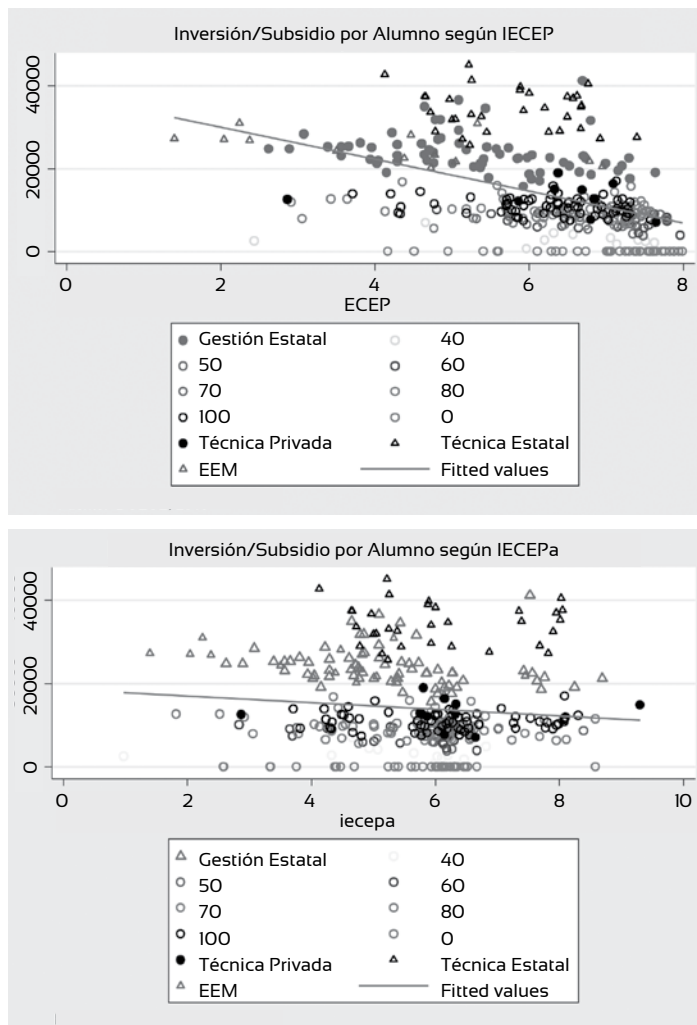 Inversión/Subsidio por Alumno según IECEP
40000
20000
0
0 2 4 6 8
ECEP
Gestión Estatal 40
50 60
70 80
100 0
Técnica Privada Técnica Estatal
EEM Fitted values
Inversión/Subsidio por Alumno según IECEPa
40000
20000
0
0 2 4 6 8 10
iecepa
Gestión Estatal 40
50 60
70 80
100 0
Técnica Privada Técnica Estatal
EEM Fitted values